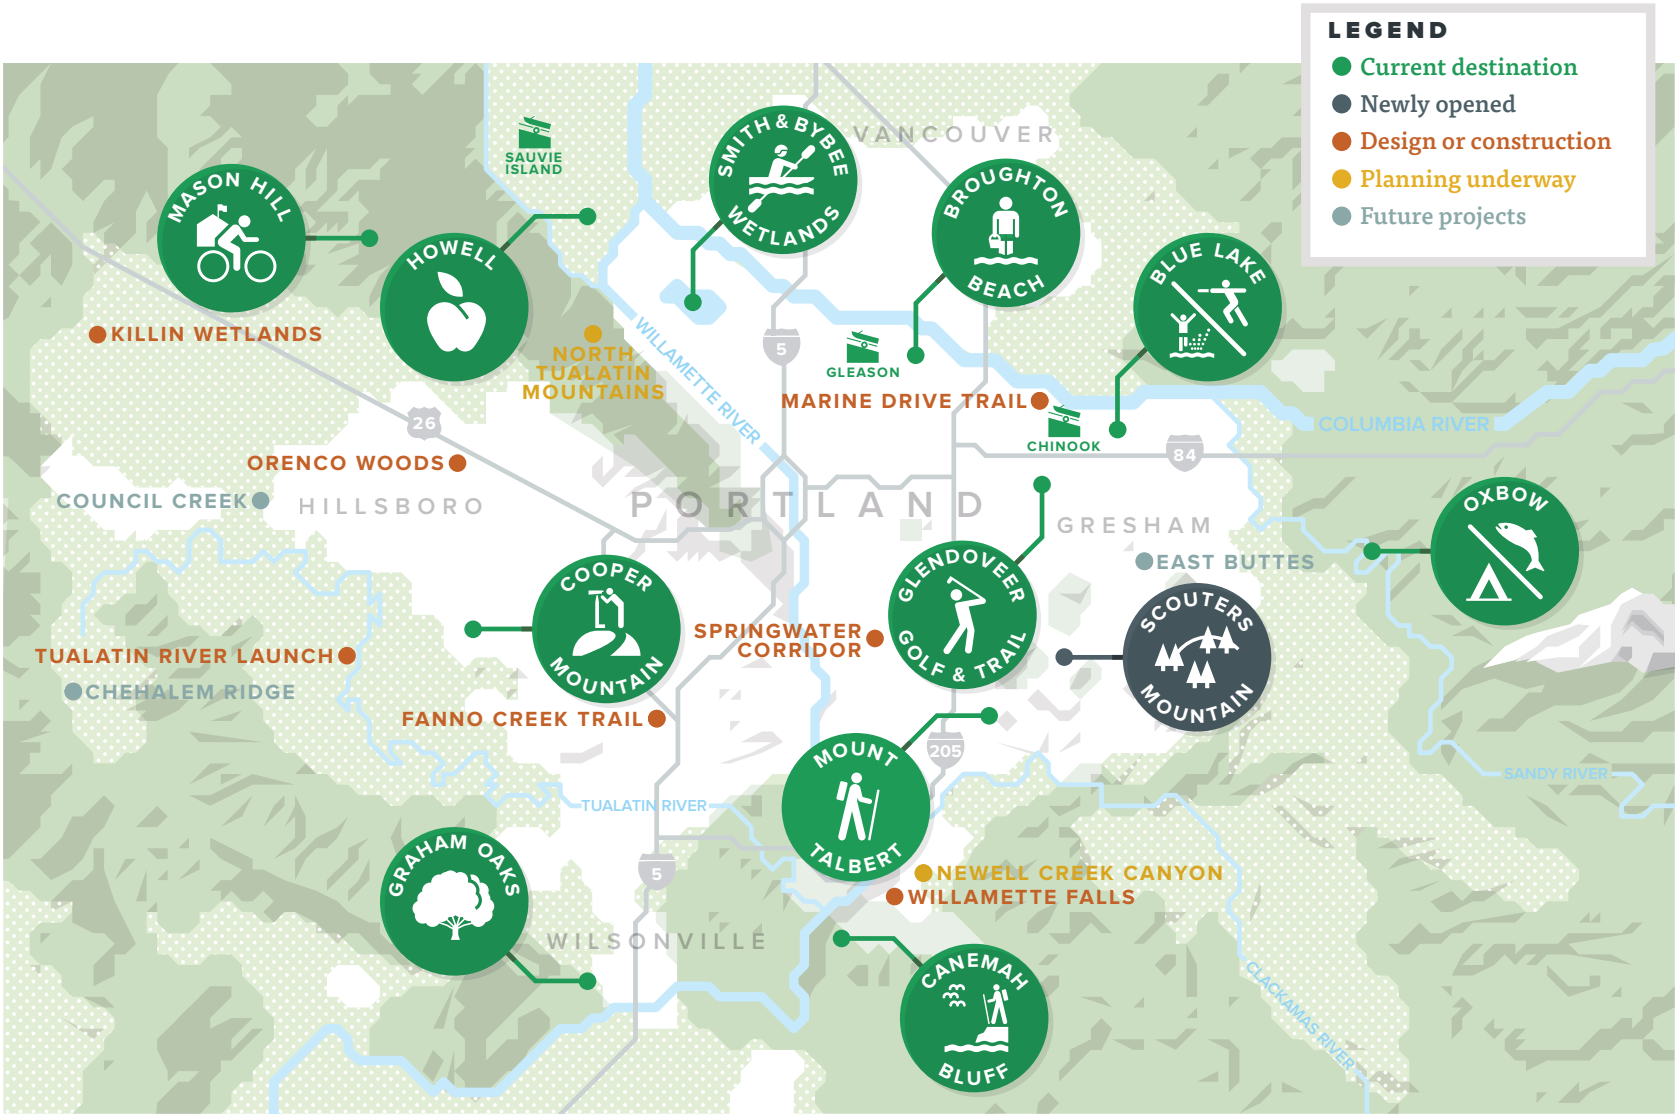 LEGEND
Current destination
Newly opened
Design or construction
Planning underway
Future projects
SAUVIE
ISLAND
SMITH & BYBEE
WETLANDS
VANCOUVER
BROUGHTON
BEACH
MASON HILL
HOWELL
BLUE LAKE
KILLIN WETLANDS
NORTH
TUALATIN
MOUNTAINS
WILLAMETTE RIVER
5
GLEASON
MARINE DRIVE TRAIL
CHINOOK
COLUMBIA RIVER
26
84
ORENCO WOODS
COUNCIL CREEK
HILLSBORO
PORTLAND
GRESHAM
OXBOW
EAST BUTTES
COOPER
MOUNTAIN
GLENDOVEER
GOLF & TRAIL
SCOUTERS
MOUNTAIN
SPRINGWATER
CORRIDOR
TUALATIN RIVER LAUNCH
CHEHALEM RIDGE
FANNO CREEK TRAIL
205
MOUNT
TALBERT
SANDY RIVER
TUALATIN RIVER
GRAHAM OAKS
5
NEWELL CREEK CANYON
WILLAMETTE FALLS
WILSONVILLE
CANEMAH
BLUFF
CLACKAMAS RIVER